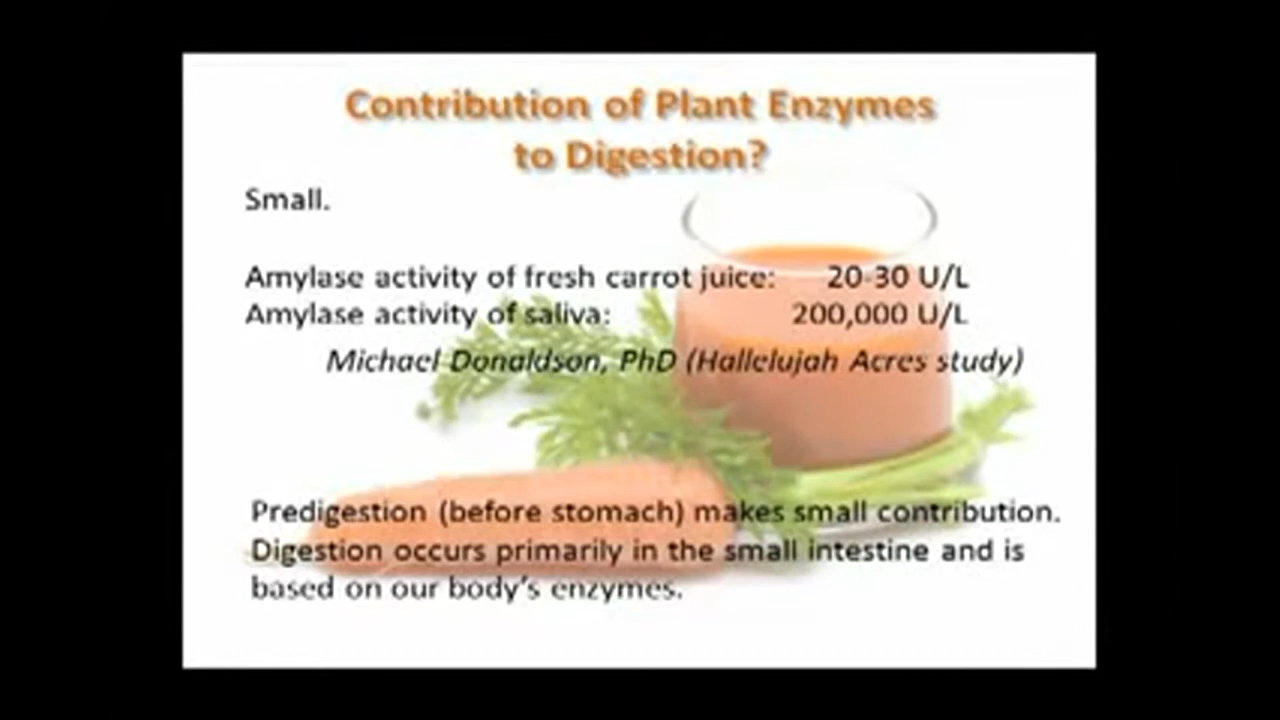 Contribution of Plant Enzymes
to Digestion?
Small.
Amylase activity of fresh carrot juice: 20-30 U/L
Amylase activity of saliva: 200,000 U/L
Michael Donaldson, PhD (Hallelujah Acres study)
Predigestion (before stomach) makes small contribution.
Digestion occurs primarily in the small intestine and is
based on our body's enzymes.